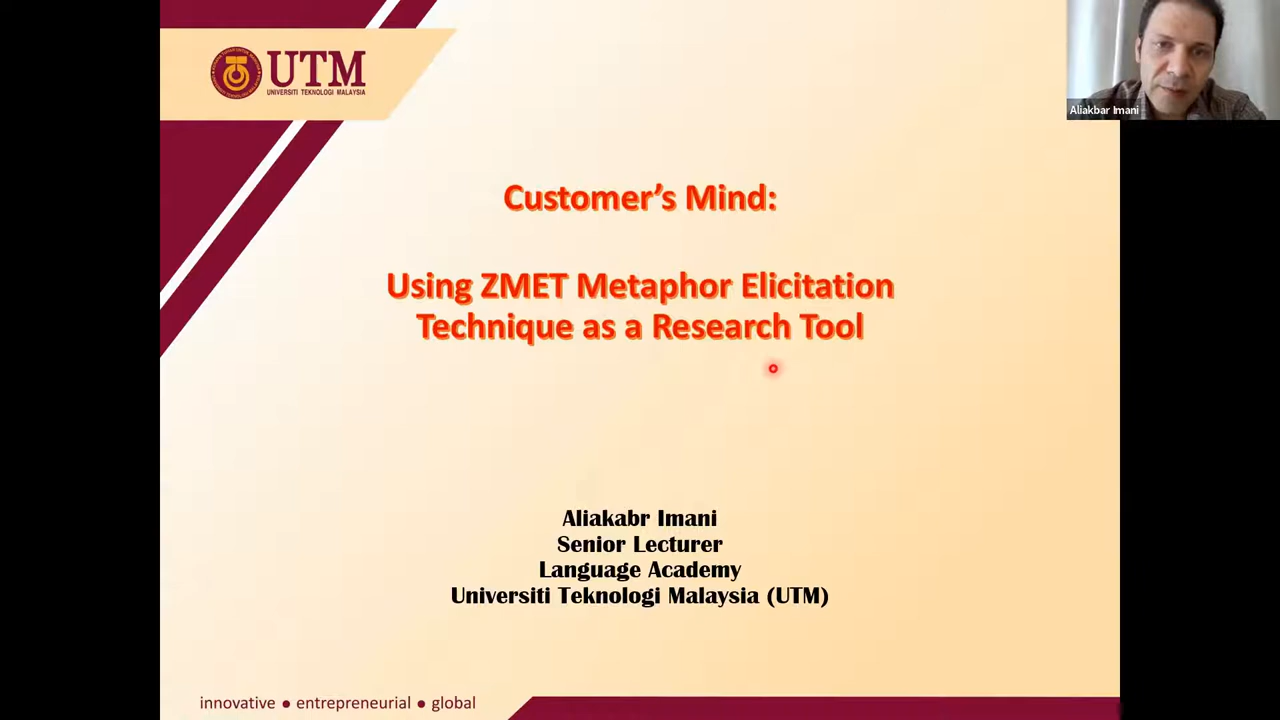 UTM
UNIVERSITI TEKNOLOGI MALAYSIA
Aliakbar Imani
Customer’s Mind:
Using ZMET Metaphor Elicitation
Technique as a Research Tool
Aliakabr Imani
Senior Lecturer
Language Academy
Universiti Teknologi Malaysia (UTM)
innovative ● entrepreneurial ● global